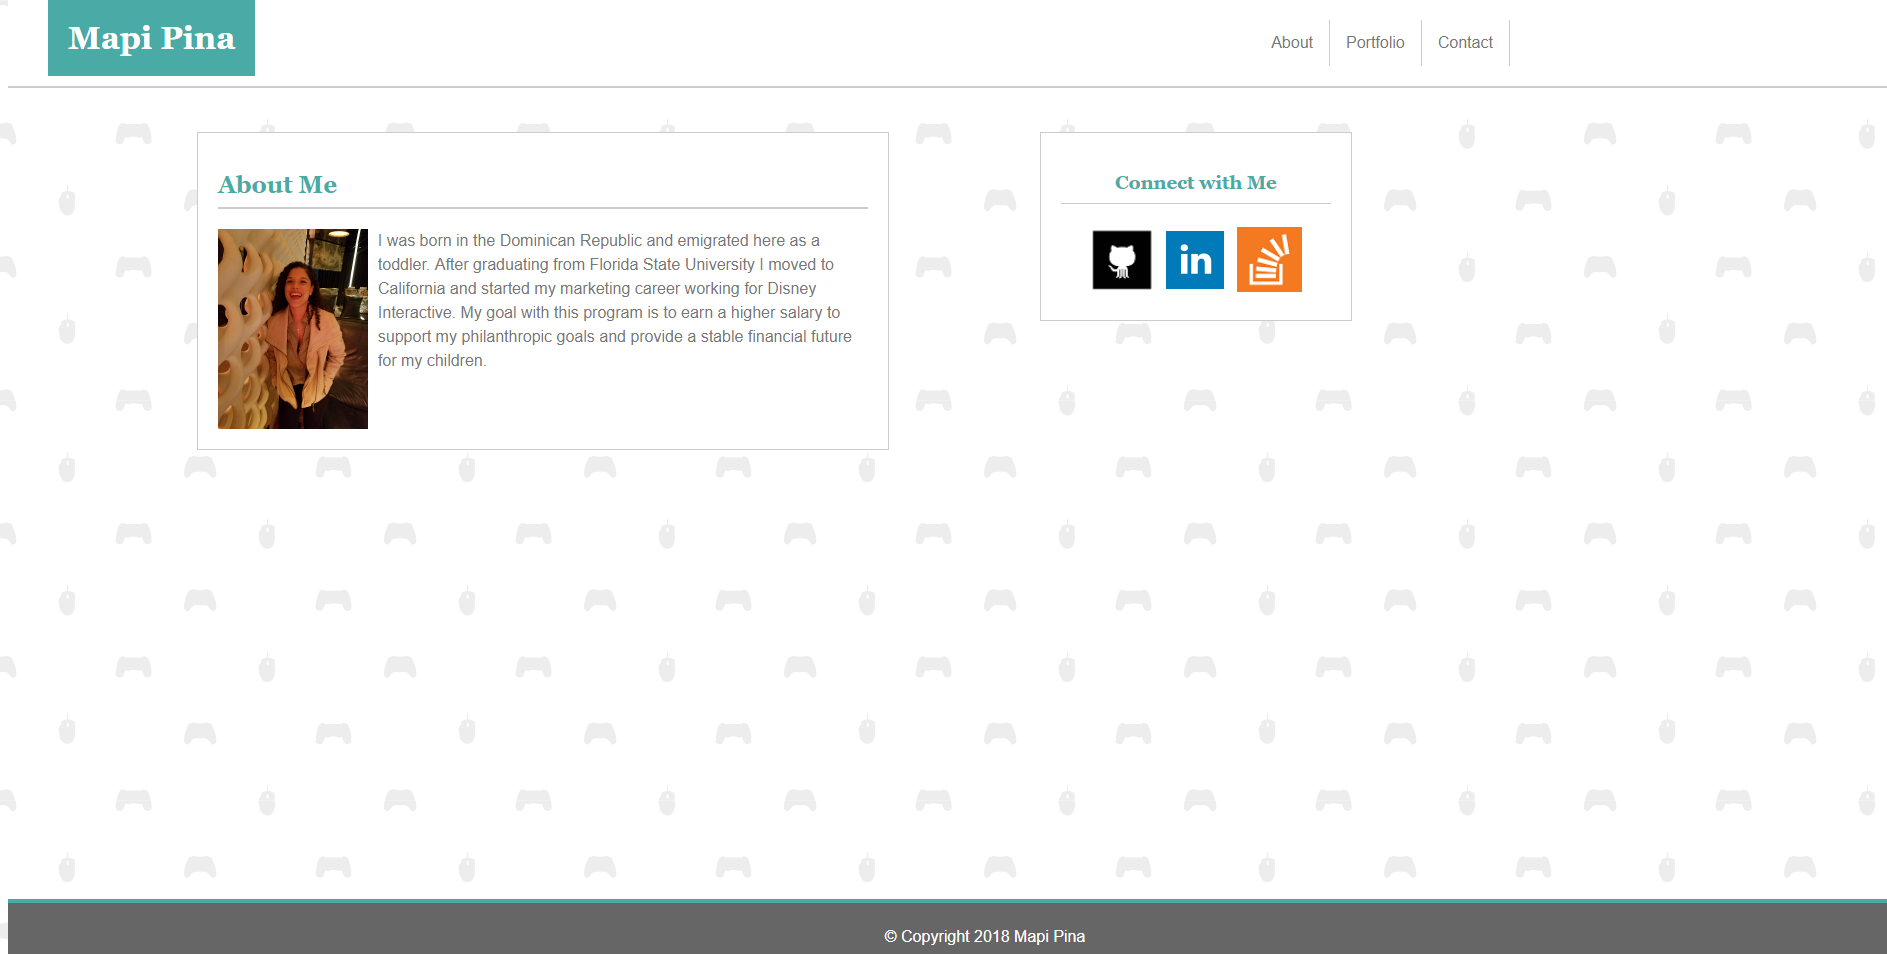 Mapi Pina
About
Portfolio
Contact
About Me
I was born in the Dominican Republic and emigrated here as a
toddler. After graduating from Florida State University I moved to
California and started my marketing career working for Disney
Interactive. My goal with this program is to earn a higher salary to
support my philanthropic goals and provide a stable financial future
for my children.
Connect with Me
in
© Copyright 2018 Mapi Pina